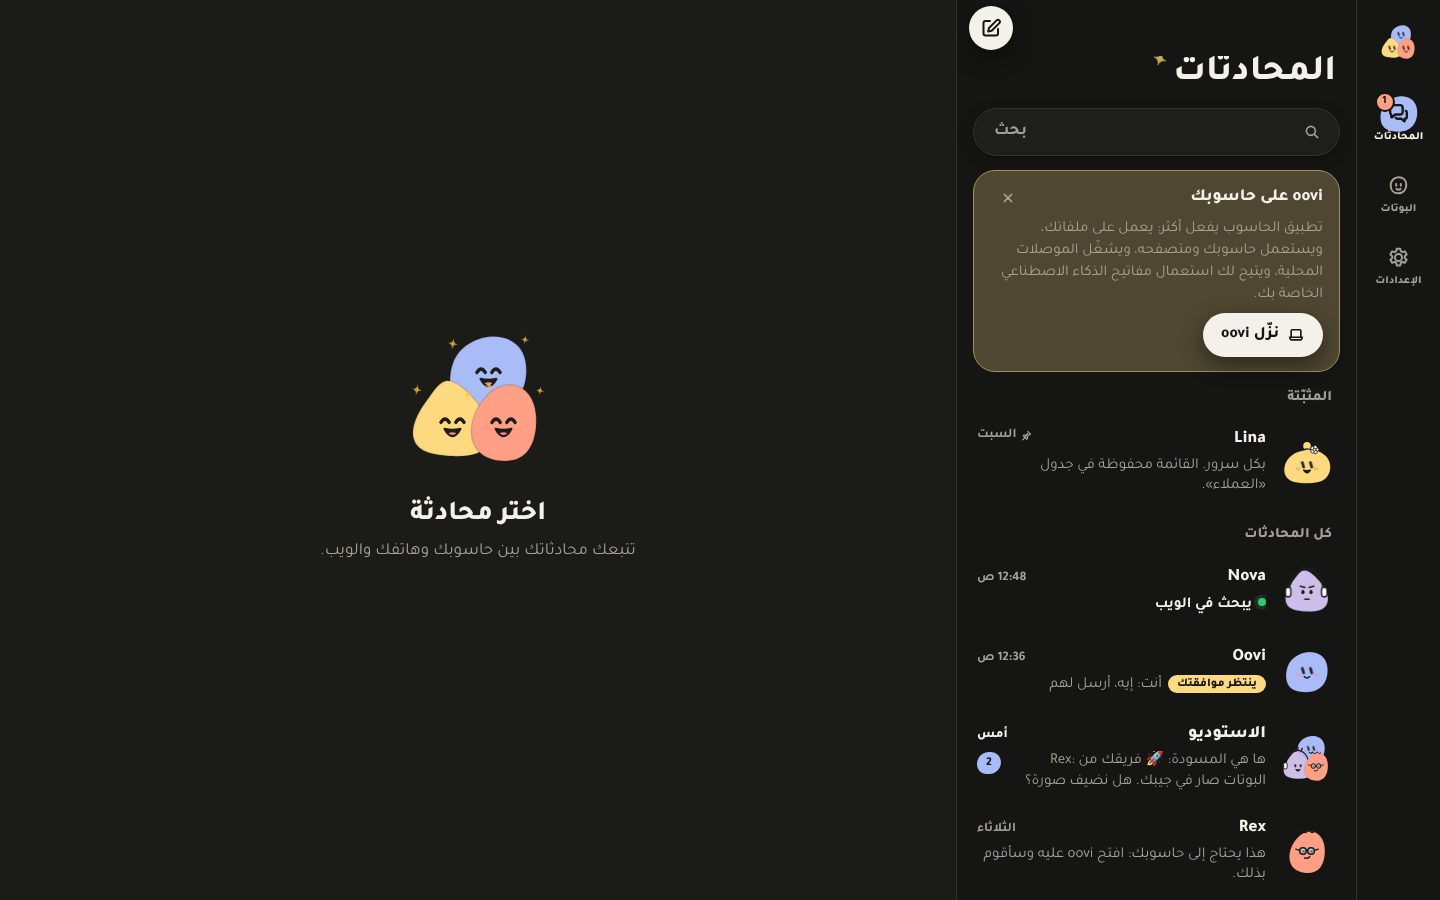 المحادثات
بحث
oovi على حاسوبك
تطبيق الحاسوب يفعل أكثر: يعمل على ملفاتك،
ويستعمل حاسوبك ومتصفحه، ويشغّل الموصلات
المحلية، ويتيح لك استعمال مفاتيح الذكاء الاصطناعي
الخاصة بك.
نزّل oovi
المثبّتة
Lina
السبت
بكل سرور. القائمة محفوظة في جدول
«العملاء».
كل المحادثات
Nova
12:48 ص
يبحث في الويب
Oovi
12:36 ص
ينتظر موافقتك
أنت: إيه، أرسل لهم
الاستوديو
أمس
Rex: ها هي المسودة: 🚀 فريقك من
البوتات صار في جيبك. هل نضيف صورة؟
2
Rex
الثلاثاء
هذا يحتاج إلى حاسوبك: افتح oovi عليه وسأقوم
بذلك.
1
المحادثات
البوتات
الإعدادات
اختر محادثة
تتبعك محادثاتك بين حاسوبك وهاتفك والويب.